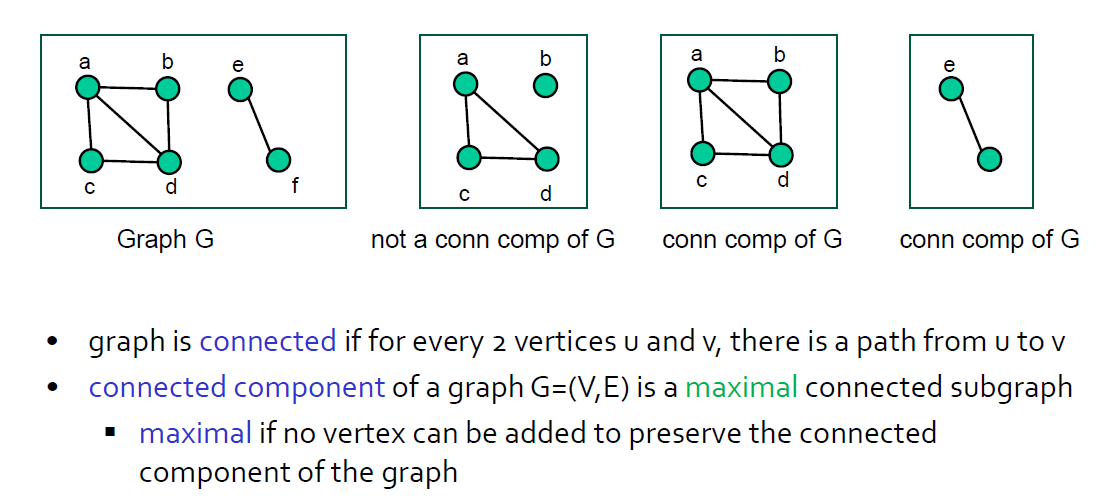 a b e
c d f
a b
c d
a b
c d
e
Graph G
not a conn comp of G
conn comp of G
conn comp of G
• graph is connected if for every 2 vertices u and v, there is a path from u to v
• connected component of a graph G=(V,E) is a maximal connected subgraph
▪ maximal if no vertex can be added to preserve the connected
component of the graph